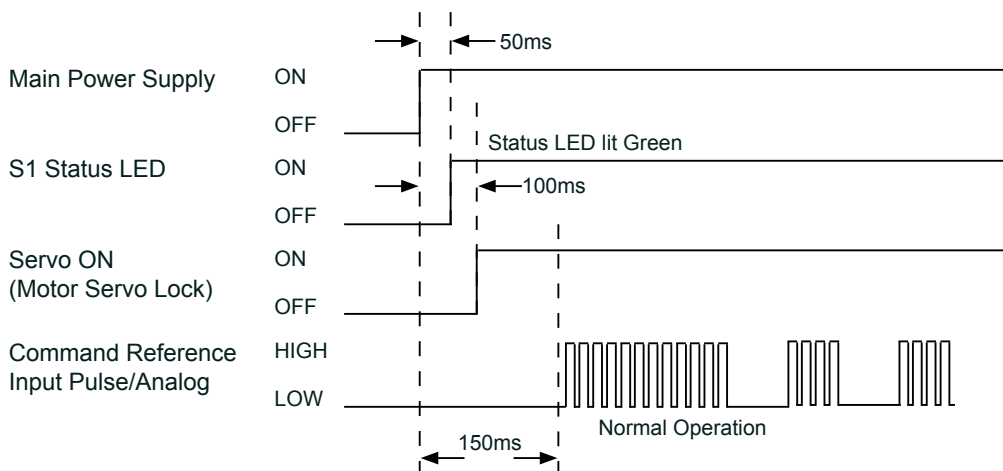 50ms
Main Power Supply
ON
OFF
Status LED lit Green
S1 Status LED
ON
100ms
OFF
Servo ON
(Motor Servo Lock)
ON
OFF
Command Reference
Input Pulse/Analog
HIGH
LOW
Normal Operation
150ms